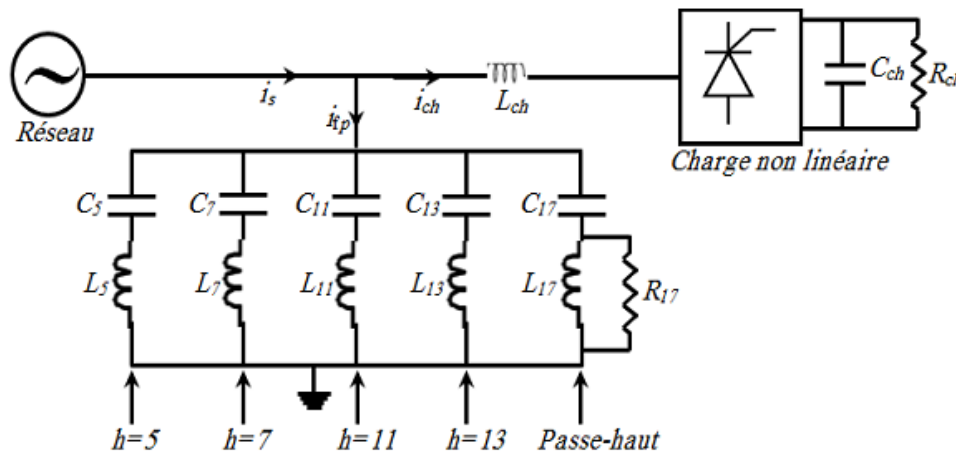 Réseau
i_s
i_ch
L_ch
i_fp
C_ch
R_ch
Charge non linéaire
C_5
C_7
C_11
C_13
C_17
L_5
L_7
L_11
L_13
L_17
R_17
h=5
h=7
h=11
h=13
Passe-haut